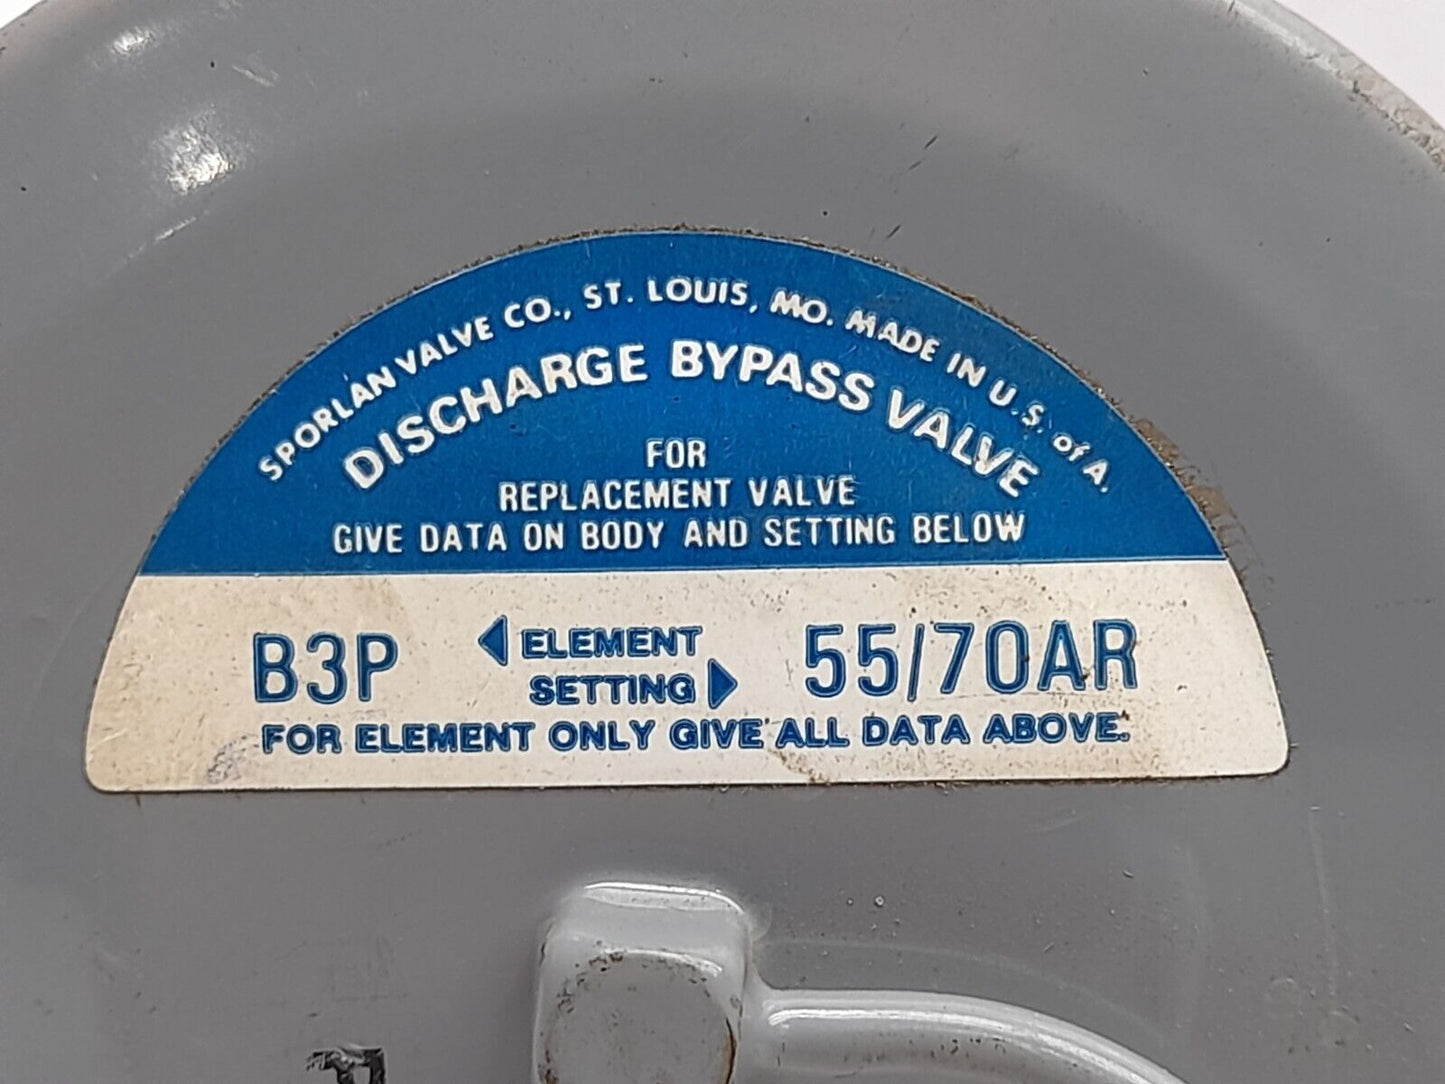 SPORLAN VALVE CO., ST. LOUIS, MO. MADE IN U.S. of A.
DISCHARGE BYPASS VALVE
FOR
REPLACEMENT VALVE
GIVE DATA ON BODY AND SETTING BELOW
B3P ◀ ELEMENT SETTING ▶ 55/70AR
FOR ELEMENT ONLY GIVE ALL DATA ABOVE.